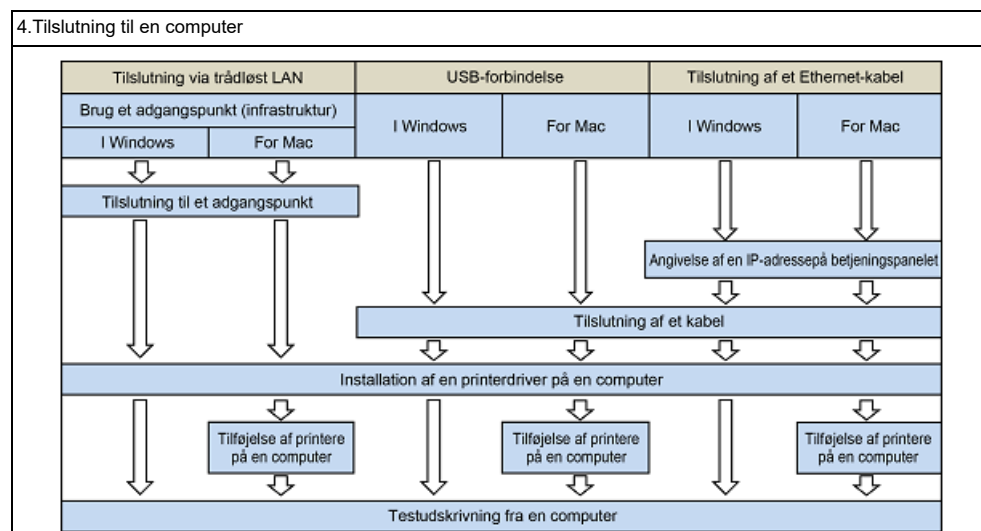 4.Tilslutning til en computer
Tilslutning via trådløst LAN
USB-forbindelse
Tilslutning af et Ethernet-kabel
Brug et adgangspunkt (infrastruktur)
I Windows
For Mac
I Windows
For Mac
I Windows
For Mac
Tilslutning til et adgangspunkt
Angivelse af en IP-adressepå betjeningspanelet
Tilslutning af et kabel
Installation af en printerdriver på en computer
Tilføjelse af printere
på en computer
Tilføjelse af printere
på en computer
Tilføjelse af printere
på en computer
Testudskrivning fra en computer